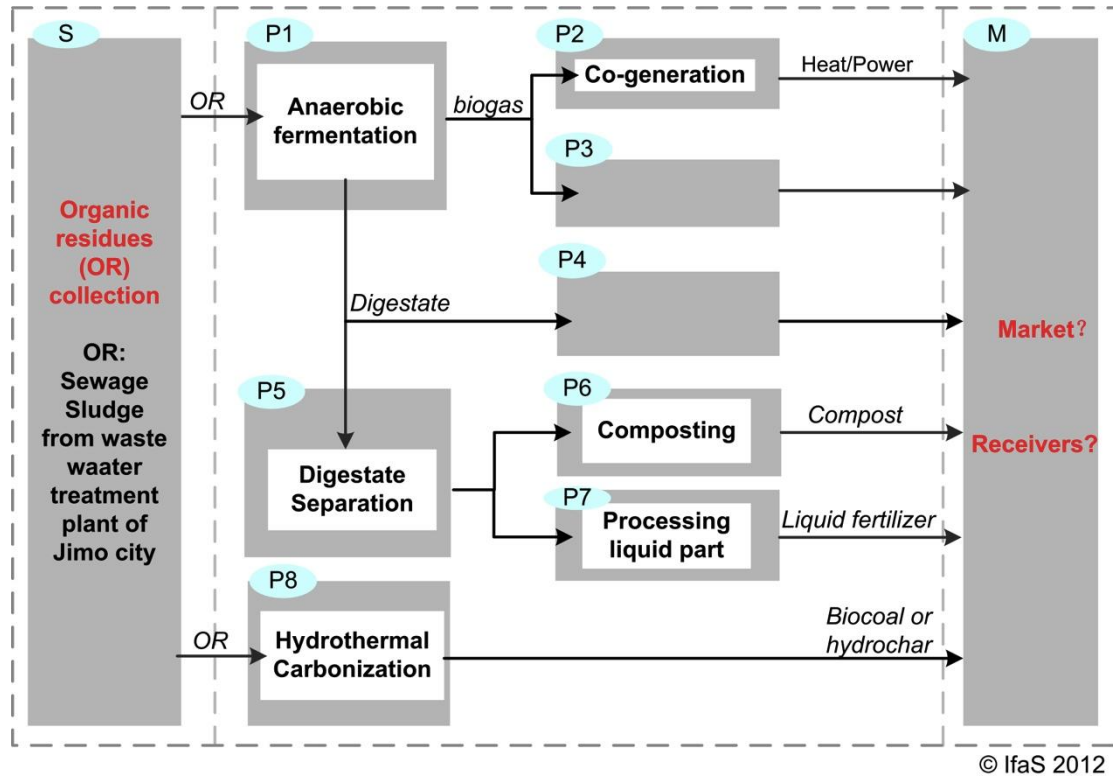 S
Organic
residues
(OR)
collection
OR:
Sewage
Sludge
from waste
waater
treatment
plant of
Jimo city
OR
P1
Anaerobic
fermentation
biogas
P2
Co-generation
Heat/Power
P3
Digestate
P4
P5
Digestate
Separation
P6
Composting
Compost
P7
Processing
liquid part
Liquid fertilizer
OR
P8
Hydrothermal
Carbonization
Biocoal or
hydrochar
M
Market?
Receivers?
© IfaS 2012